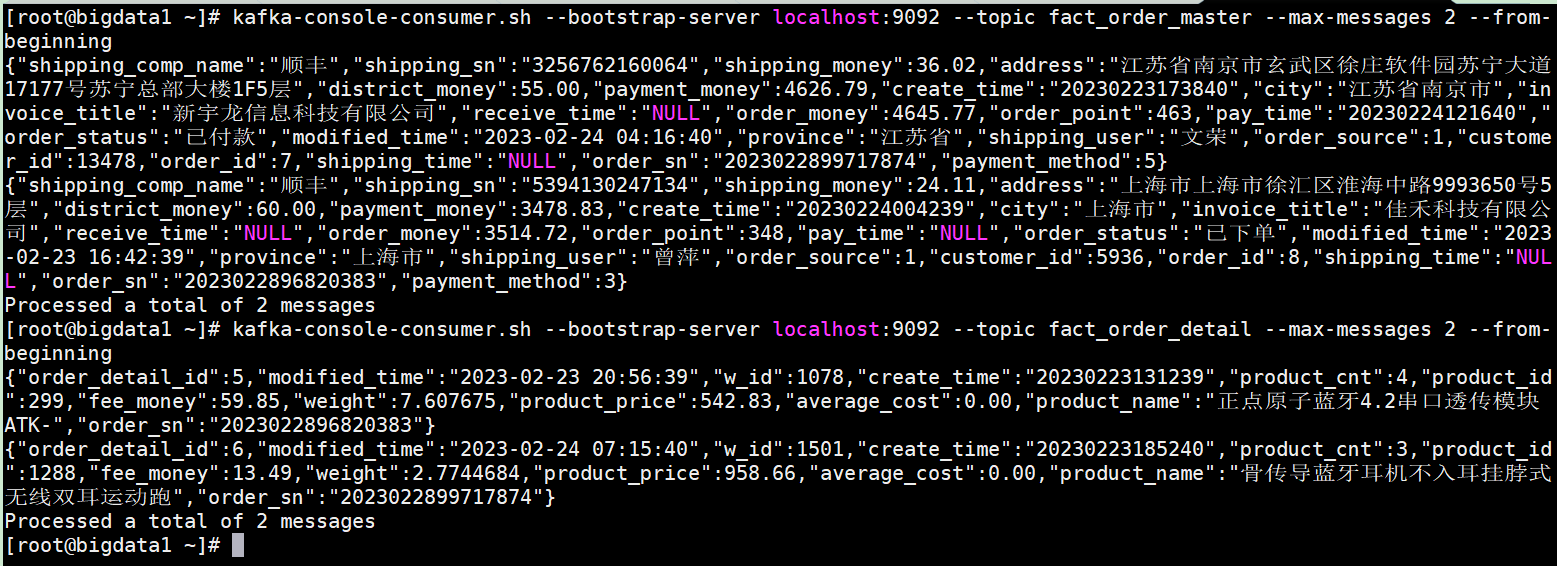 [root@bigdata1 ~]# kafka-console-consumer.sh --bootstrap-server localhost:9092 --topic fact_order_master --max-messages 2 --from-
beginning
{"shipping_comp_name":"顺丰","shipping_sn":"3256762160064","shipping_money":36.02,"address":"江苏省南京市玄武区徐庄软件园苏宁大道
17177号苏宁总部大楼1F5层","district_money":55.00,"payment_money":4626.79,"create_time":"20230223173840","city":"江苏省南京市","in
voice_title":"新宇龙信息科技有限公司","receive_time":"NULL","order_money":4645.77,"order_point":463,"pay_time":"20230224121640","
order_status":"已付款","modified_time":"2023-02-24 04:16:40","province":"江苏省","shipping_user":"文荣","order_source":1,"custome
r_id":13478,"order_id":7,"shipping_time":"NULL","order_sn":"2023022899717874","payment_method":5}
{"shipping_comp_name":"顺丰","shipping_sn":"5394130247134","shipping_money":24.11,"address":"上海市上海市徐汇区淮海中路9993650号5
层","district_money":60.00,"payment_money":3478.83,"create_time":"20230224004239","city":"上海市","invoice_title":"佳禾科技有限公
司","receive_time":"NULL","order_money":3514.72,"order_point":348,"pay_time":"NULL","order_status":"已下单","modified_time":"2023
-02-23 16:42:39","province":"上海市","shipping_user":"曾萍","order_source":1,"customer_id":5936,"order_id":8,"shipping_time":"NUL
L","order_sn":"2023022896820383","payment_method":3}
Processed a total of 2 messages
[root@bigdata1 ~]# kafka-console-consumer.sh --bootstrap-server localhost:9092 --topic fact_order_detail --max-messages 2 --from-
beginning
{"order_detail_id":5,"modified_time":"2023-02-23 20:56:39","w_id":1078,"create_time":"20230223131239","product_cnt":4,"product_id
":299,"fee_money":59.85,"weight":7.607675,"product_price":542.83,"average_cost":0.00,"product_name":"正点原子蓝牙4.2串口透传模块
ATK-","order_sn":"2023022896820383"}
{"order_detail_id":6,"modified_time":"2023-02-24 07:15:40","w_id":1501,"create_time":"20230223185240","product_cnt":3,"product_id
":1288,"fee_money":13.49,"weight":2.7744684,"product_price":958.66,"average_cost":0.00,"product_name":"骨传导蓝牙耳机不入耳挂脖式
无线双耳运动跑","order_sn":"2023022899717874"}
Processed a total of 2 messages
[root@bigdata1 ~]#